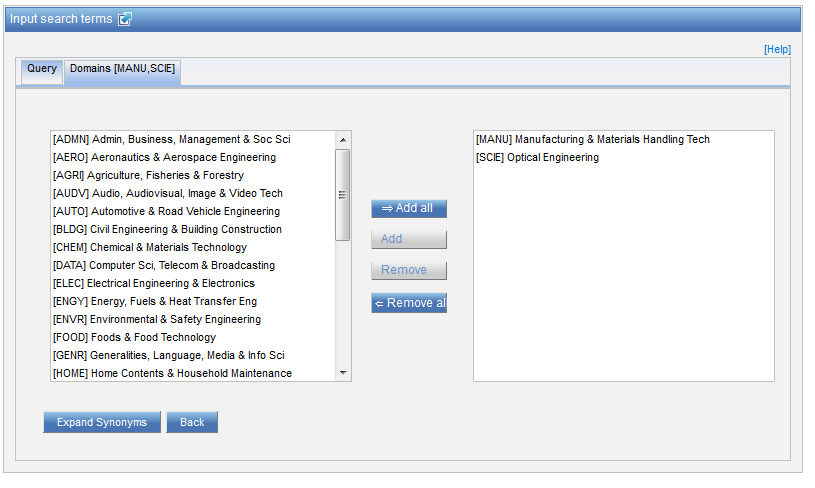 Input search terms
[Help]
Query
Domains [MANU,SCIE]
[ADMN] Admin, Business, Management & Soc Sci
[AERO] Aeronautics & Aerospace Engineering
[AGRI] Agriculture, Fisheries & Forestry
[AUDV] Audio, Audiovisual, Image & Video Tech
[AUTO] Automotive & Road Vehicle Engineering
[BLDG] Civil Engineering & Building Construction
[CHEM] Chemical & Materials Technology
[DATA] Computer Sci, Telecom & Broadcasting
[ELEC] Electrical Engineering & Electronics
[ENGY] Energy, Fuels & Heat Transfer Eng
[ENVR] Environmental & Safety Engineering
[FOOD] Foods & Food Technology
[GENR] Generalities, Language, Media & Info Sci
[HOME] Home Contents & Household Maintenance
⇒ Add all
Add
Remove
⇐ Remove al
[MANU] Manufacturing & Materials Handling Tech
[SCIE] Optical Engineering
Expand Synonyms
Back